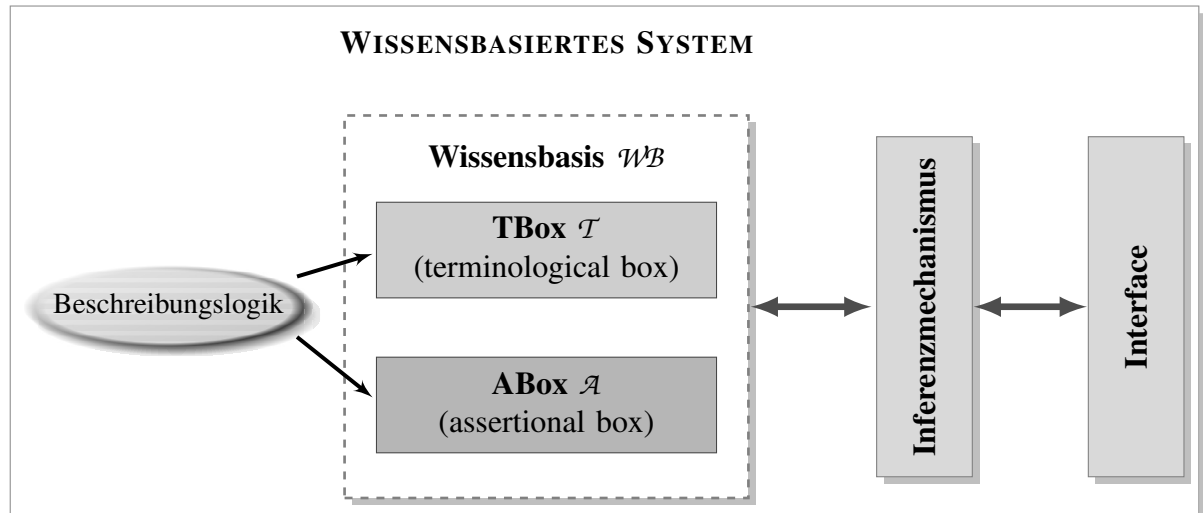 WISSENSBASIERTES SYSTEM
Wissensbasis 𝒲ℬ
TBox 𝒯
(terminological box)
Beschreibungslogik
ABox 𝒜
(assertional box)
Inferenzmechanismus
Interface